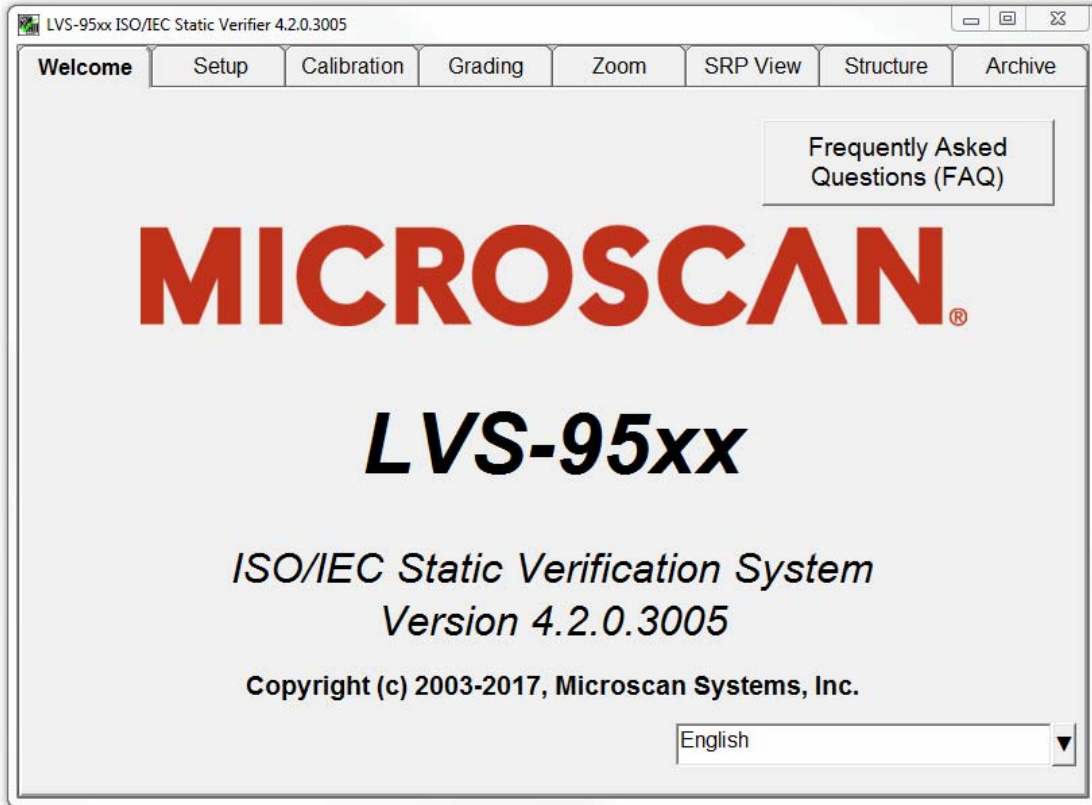 LVS-95xx ISO/IEC Static Verifier 4.2.0.3005
Welcome Setup Calibration Grading Zoom SRP View Structure Archive
Frequently Asked
Questions (FAQ)
MICROSCAN®
LVS-95xx
ISO/IEC Static Verification System
Version 4.2.0.3005
Copyright (c) 2003-2017, Microscan Systems, Inc.
English